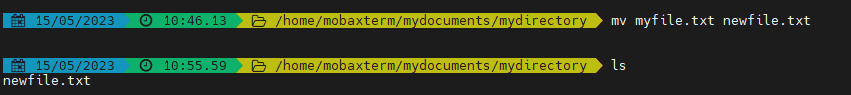 15/05/2023 10:46.13 /home/mobaxterm/mydocuments/mydirectory mv myfile.txt newfile.txt
15/05/2023 10:55.59 /home/mobaxterm/mydocuments/mydirectory ls
newfile.txt